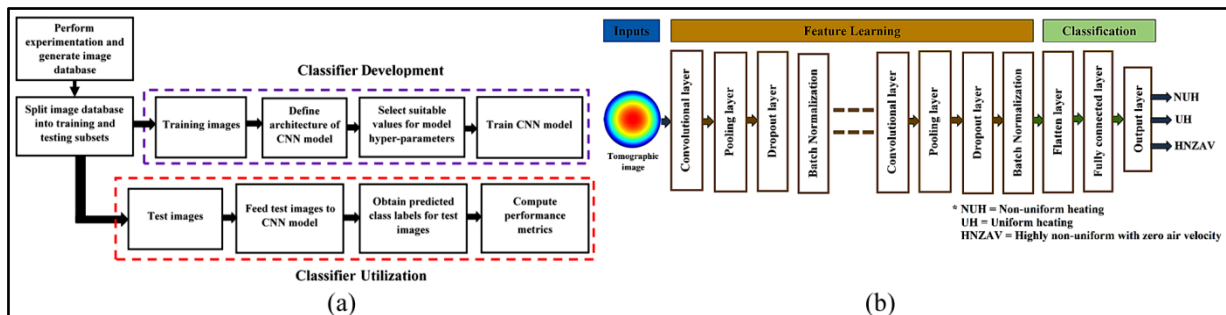 Perform
experimentation and
generate image
database
Split image database
into training and
testing subsets
Classifier Development
Training images
Define
architecture of
CNN model
Select suitable
values for model
hyper-parameters
Train CNN model
Test images
Feed test images to
CNN model
Obtain predicted
class labels for test
images
Compute
performance
metrics
Classifier Utilization
(a)
Inputs
Feature Learning
Classification
Tomographic
image
Convolutional layer
Pooling layer
Dropout layer
Batch Normalization
Convolutional layer
Pooling layer
Dropout layer
Batch Normalization
Flatten layer
Fully connected layer
Output layer
NUH
UH
HNZAV
* NUH = Non-uniform heating
UH = Uniform heating
HNZAV = Highly non-uniform with zero air velocity
(b)